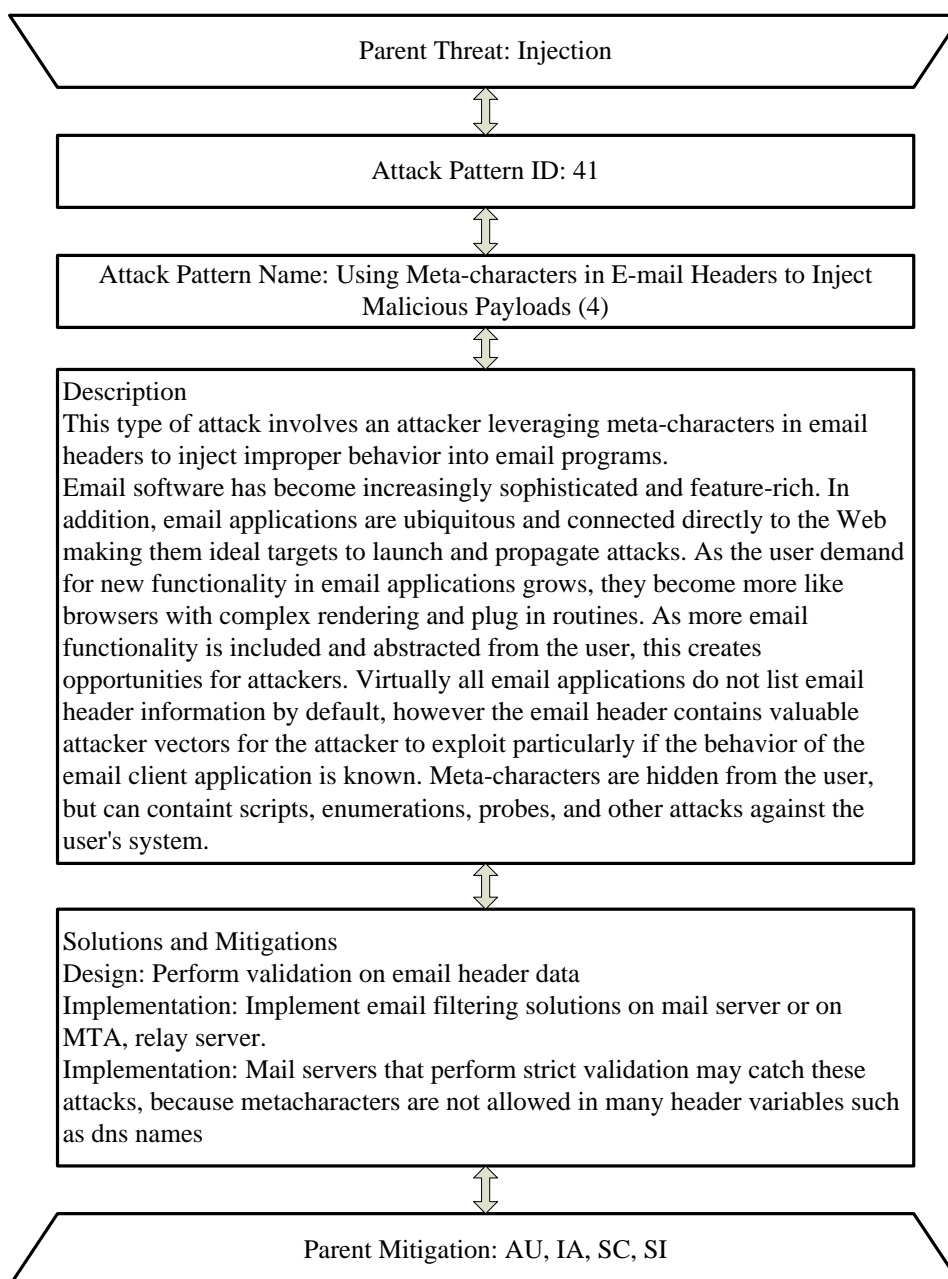 Parent Threat: Injection
Attack Pattern ID: 41
Attack Pattern Name: Using Meta-characters in E-mail Headers to Inject
Malicious Payloads (4)
Description
This type of attack involves an attacker leveraging meta-characters in email
headers to inject improper behavior into email programs.
Email software has become increasingly sophisticated and feature-rich. In
addition, email applications are ubiquitous and connected directly to the Web
making them ideal targets to launch and propagate attacks. As the user demand
for new functionality in email applications grows, they become more like
browsers with complex rendering and plug in routines. As more email
functionality is included and abstracted from the user, this creates
opportunities for attackers. Virtually all email applications do not list email
header information by default, however the email header contains valuable
attacker vectors for the attacker to exploit particularly if the behavior of the
email client application is known. Meta-characters are hidden from the user,
but can containt scripts, enumerations, probes, and other attacks against the
user's system.
Solutions and Mitigations
Design: Perform validation on email header data
Implementation: Implement email filtering solutions on mail server or on
MTA, relay server.
Implementation: Mail servers that perform strict validation may catch these
attacks, because metacharacters are not allowed in many header variables such
as dns names
Parent Mitigation: AU, IA, SC, SI